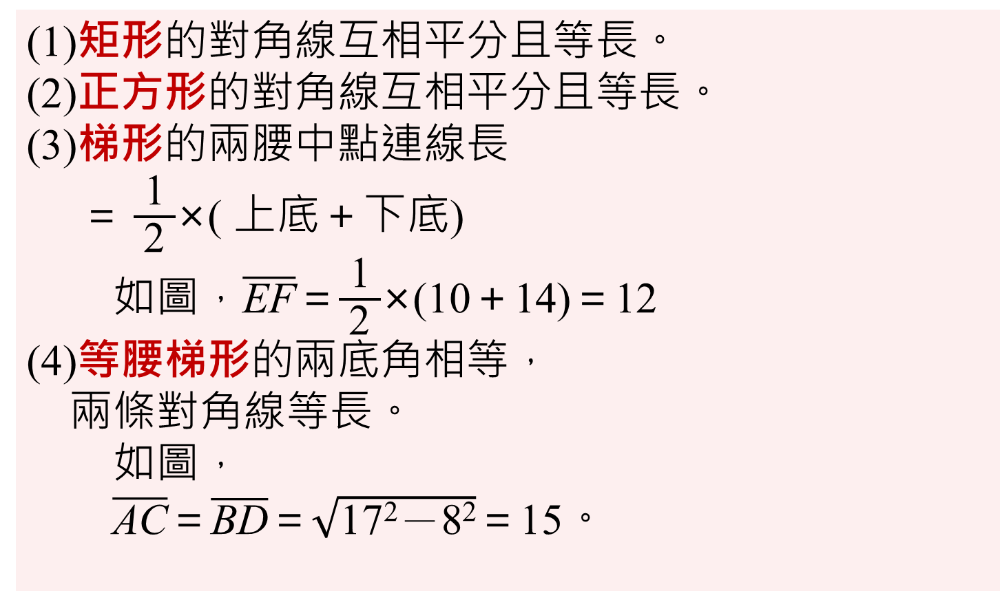 (1)矩形的對角線互相平分且等長。
(2)正方形的對角線互相平分且等長。
(3)梯形的兩腰中點連線長
= \frac{1}{2}×( 上底 + 下底)
如圖，\overline{EF} = \frac{1}{2}×(10 + 14) = 12
(4)等腰梯形的兩底角相等，
兩條對角線等長。
如圖，
\overline{AC} = \overline{BD} = \sqrt{17^2－8^2} = 15。